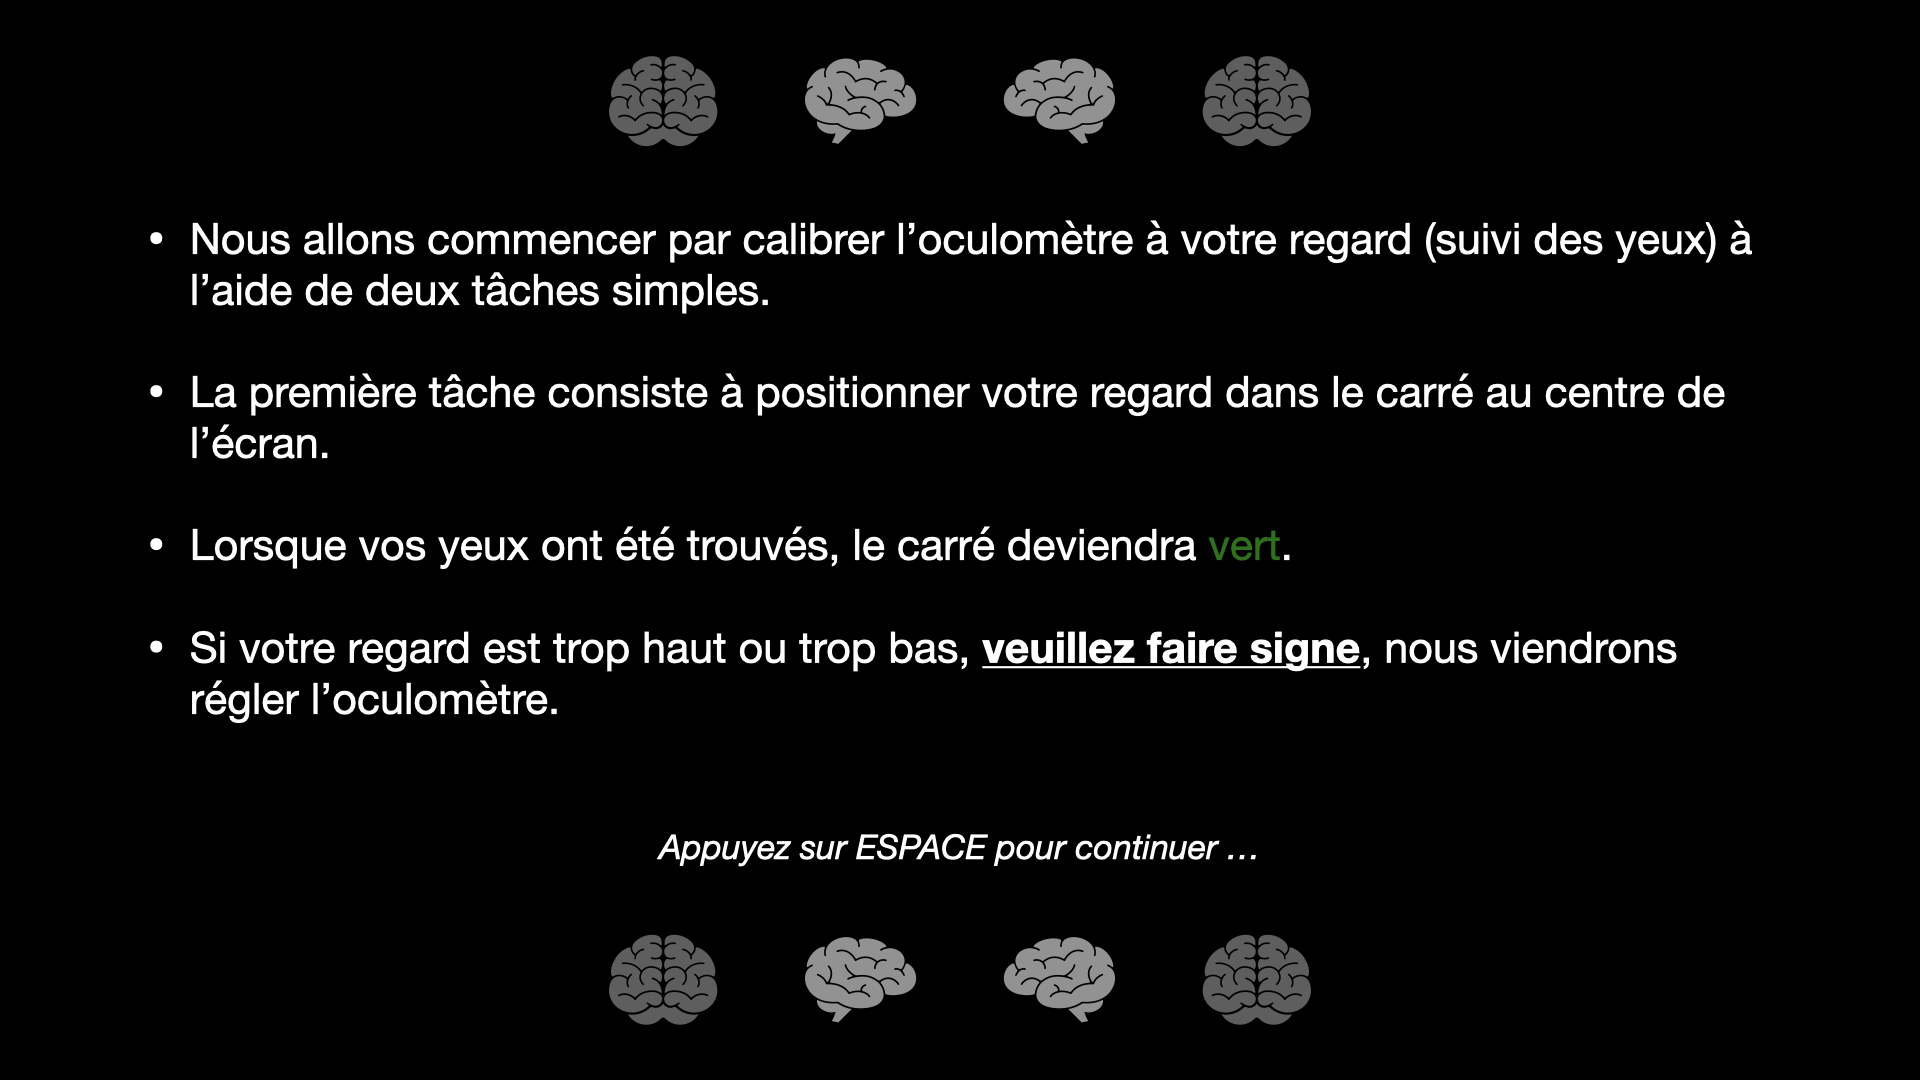 • Nous allons commencer par calibrer l’oculomètre à votre regard (suivi des yeux) à
l’aide de deux tâches simples.
• La première tâche consiste à positionner votre regard dans le carré au centre de
l’écran.
• Lorsque vos yeux ont été trouvés, le carré deviendra vert.
• Si votre regard est trop haut ou trop bas, veuillez faire signe, nous viendrons
régler l’oculomètre.
Appuyez sur ESPACE pour continuer …